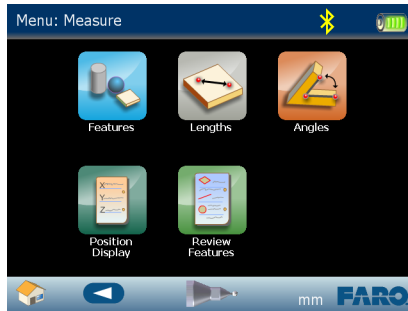 Menu: Measure
Features
Lengths
Angles
X
Y
Z
Position
Display
Review
Features
mm
FARO